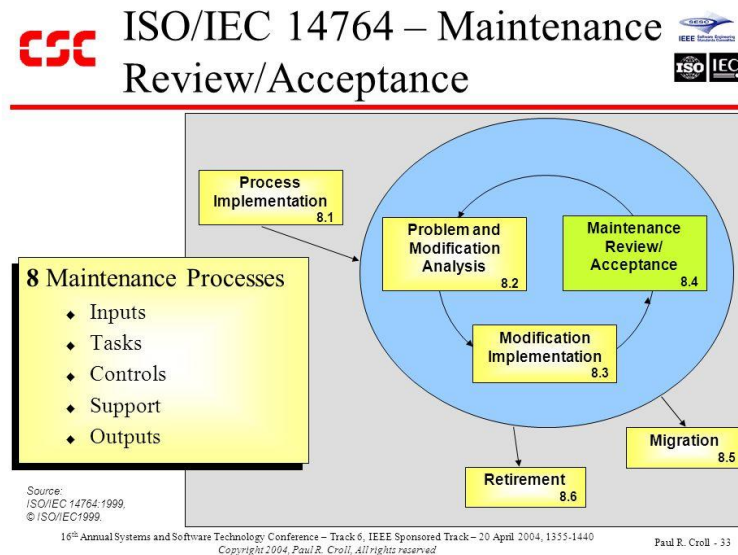 CSC
ISO/IEC 14764 – Maintenance
Review/Acceptance
IEEE
ISO IEC
Process
Implementation
8.1
Problem and
Modification
Analysis
8.2
Maintenance
Review/
Acceptance
8.4
Modification
Implementation
8.3
8 Maintenance Processes
◆ Inputs
◆ Tasks
◆ Controls
◆ Support
◆ Outputs
Migration
8.5
Retirement
8.6
Source:
ISO/IEC 14764:1999,
© ISO/IEC1999.
16th Annual Systems and Software Technology Conference – Track 6, IEEE Sponsored Track – 20 April 2004, 1355-1440
Copyright 2004, Paul R. Croll, All rights reserved
Paul R. Croll - 33